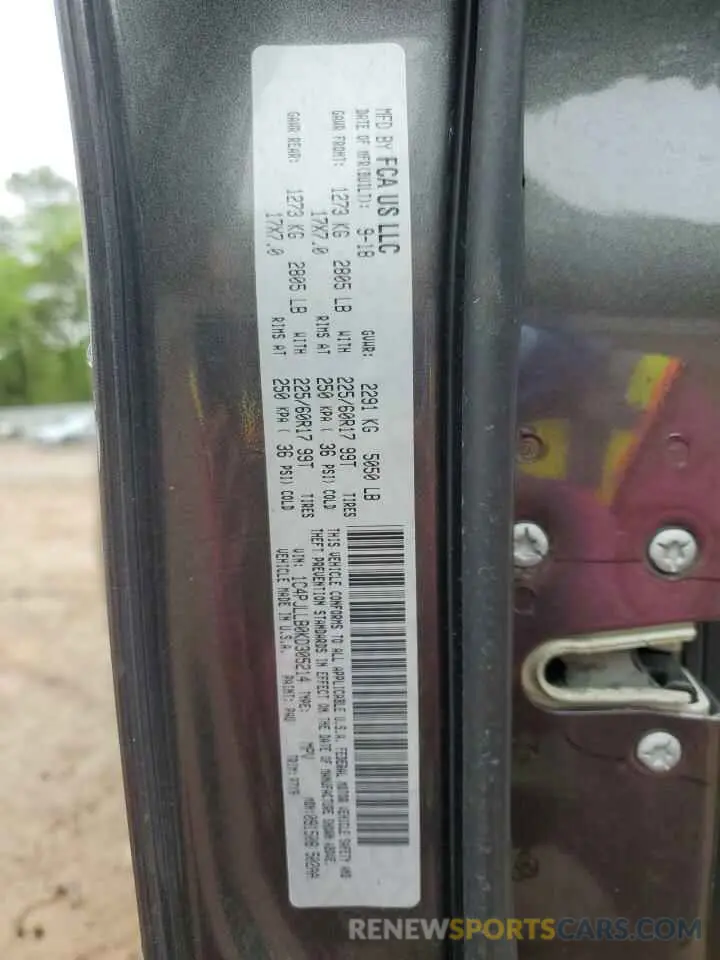 MFD BY FCA US LLC
DATE OF MFR(BUILT): 9-18 GVWR: 2291 KG 5050 LB
GAWR FRONT: 1273 KG 2805 LB WITH 225/60R17 99T TIRES
17X7.0 RIMS AT 250 KPA ( 36 PSI) COLD
GAWR REAR: 1273 KG 2805 LB WITH 225/60R17 99T TIRES
17X7.0 RIMS AT 250 KPA ( 36 PSI) COLD
THIS VEHICLE CONFORMS TO ALL APPLICABLE U.S.A. FEDERAL MOTOR VEHICLE SAFETY AND
THEFT PREVENTION STANDARDS IN EFFECT ON THE DATE OF MANUFACTURE SHOWN ABOVE.
VIN: 1C4PJLLB0KD305214 TYPE: MPV
VEHICLE MADE IN U.S.A. PAINT: TRIM:
RENEWSPORTSCARS.COM